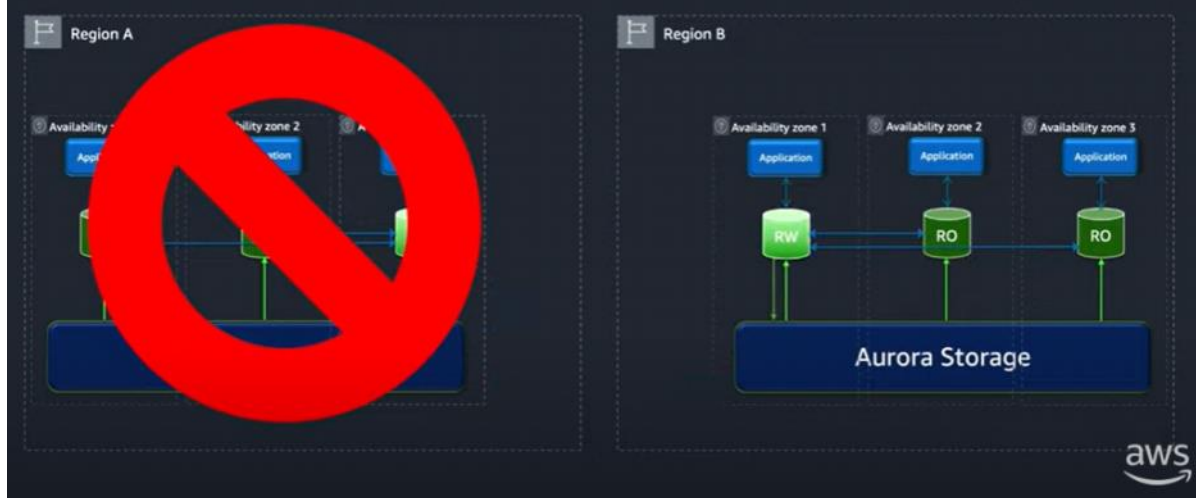 Region A
Availability
bility zone 2
Region B
Availability zone 1
Availability zone 2
Availability zone 3
Application
Application
Application
RW
RO
RO
Aurora Storage
aws